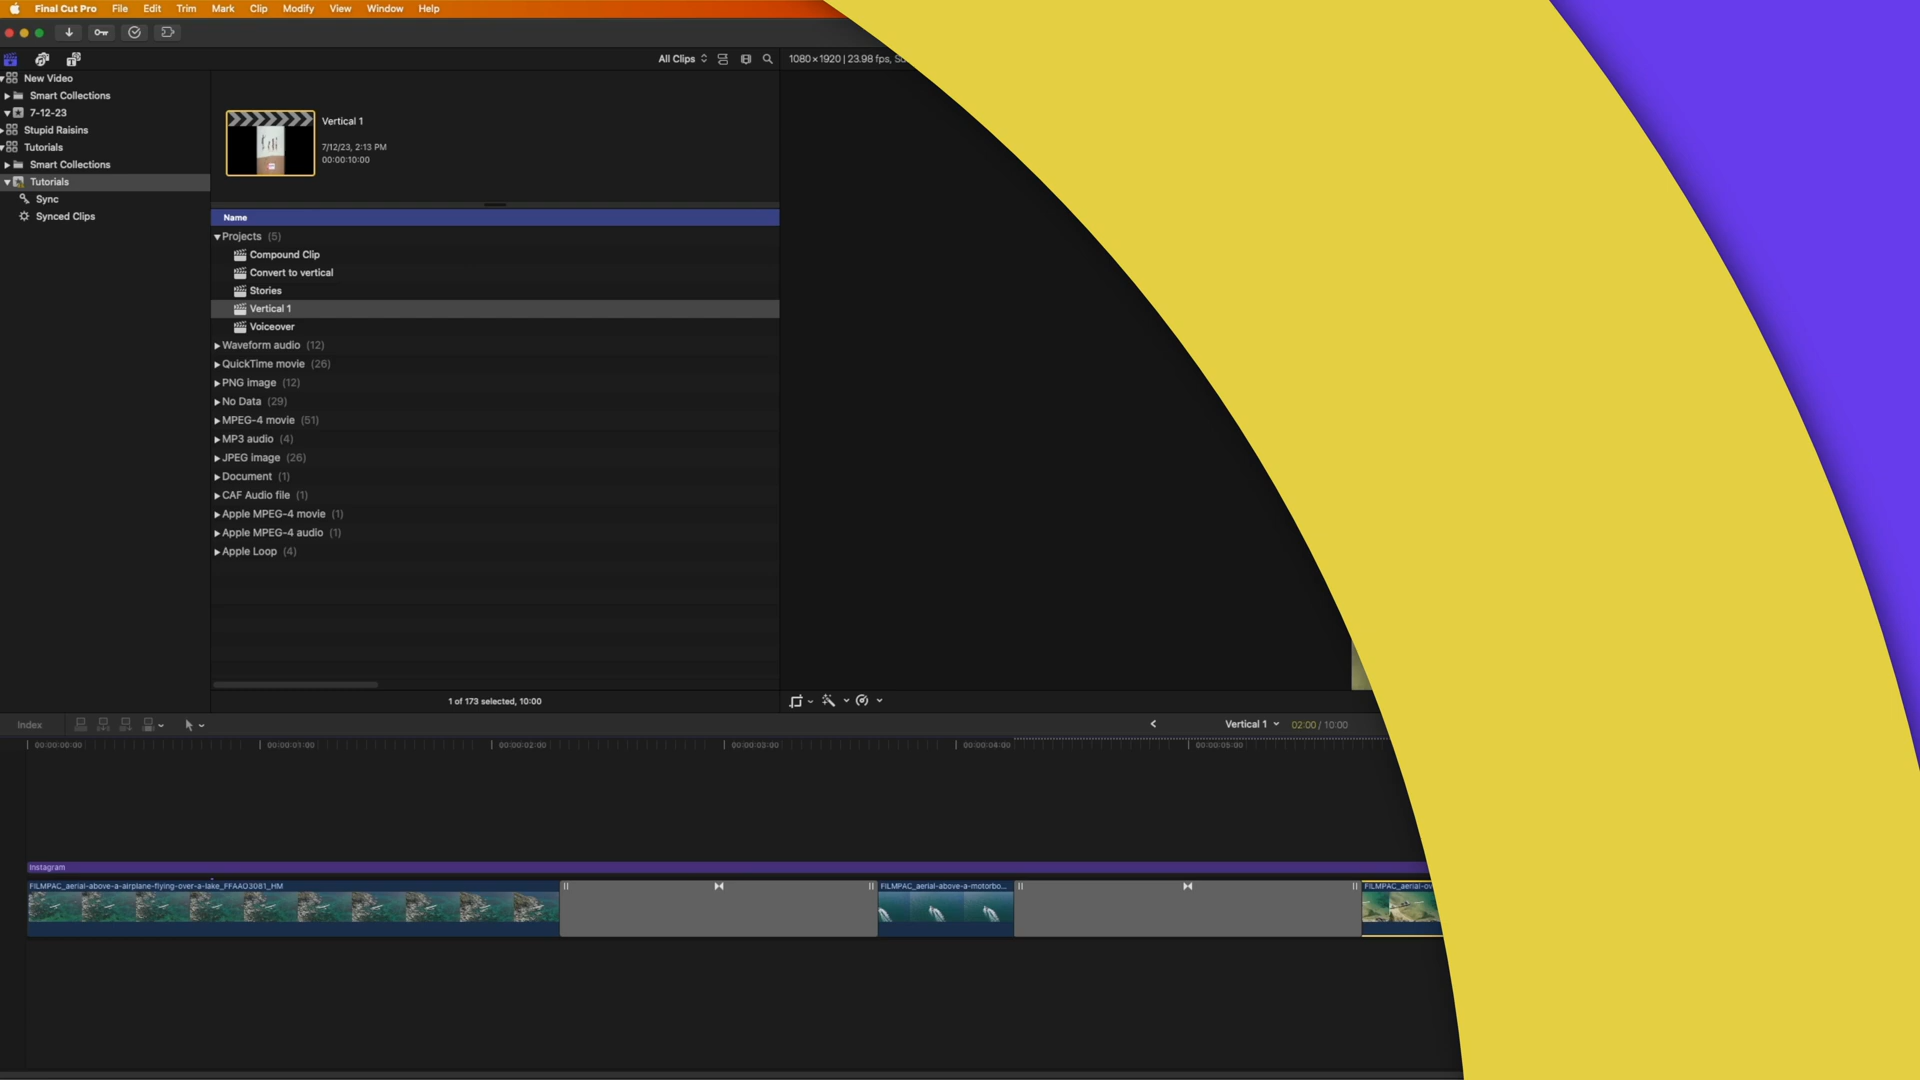 Final Cut Pro File Edit Trim Mark Clip Modify View Window Help
All Clips
1080×1920 | 23.98 fps,
New Video
Smart Collections
7-12-23
Stupid Raisins
Tutorials
Smart Collections
Tutorials
Sync
Synced Clips
Vertical 1
7/12/23, 2:13 PM
00:00:10:00
Name
Projects (5)
Compound Clip
Convert to vertical
Stories
Vertical 1
Voiceover
Waveform audio (12)
QuickTime movie (26)
PNG image (12)
No Data (29)
MPEG-4 movie (51)
MP3 audio (4)
JPEG image (26)
Document (1)
CAF Audio file (1)
Apple MPEG-4 movie (1)
Apple MPEG-4 audio (1)
Apple Loop (4)
1 of 173 selected, 10:00
Index
Vertical 1 02:00 / 10:00
00:00:00:00 00:00:01:00 00:00:02:00 00:00:03:00 00:00:04:00 00:00:05:00
Instagram
FILMPAC_aerial-above-a-airplane-flying-over-a-lake_FFAAO3081_HM FILMPAC_aerial-above-a-motorbo... FILMPAC_aerial-ov